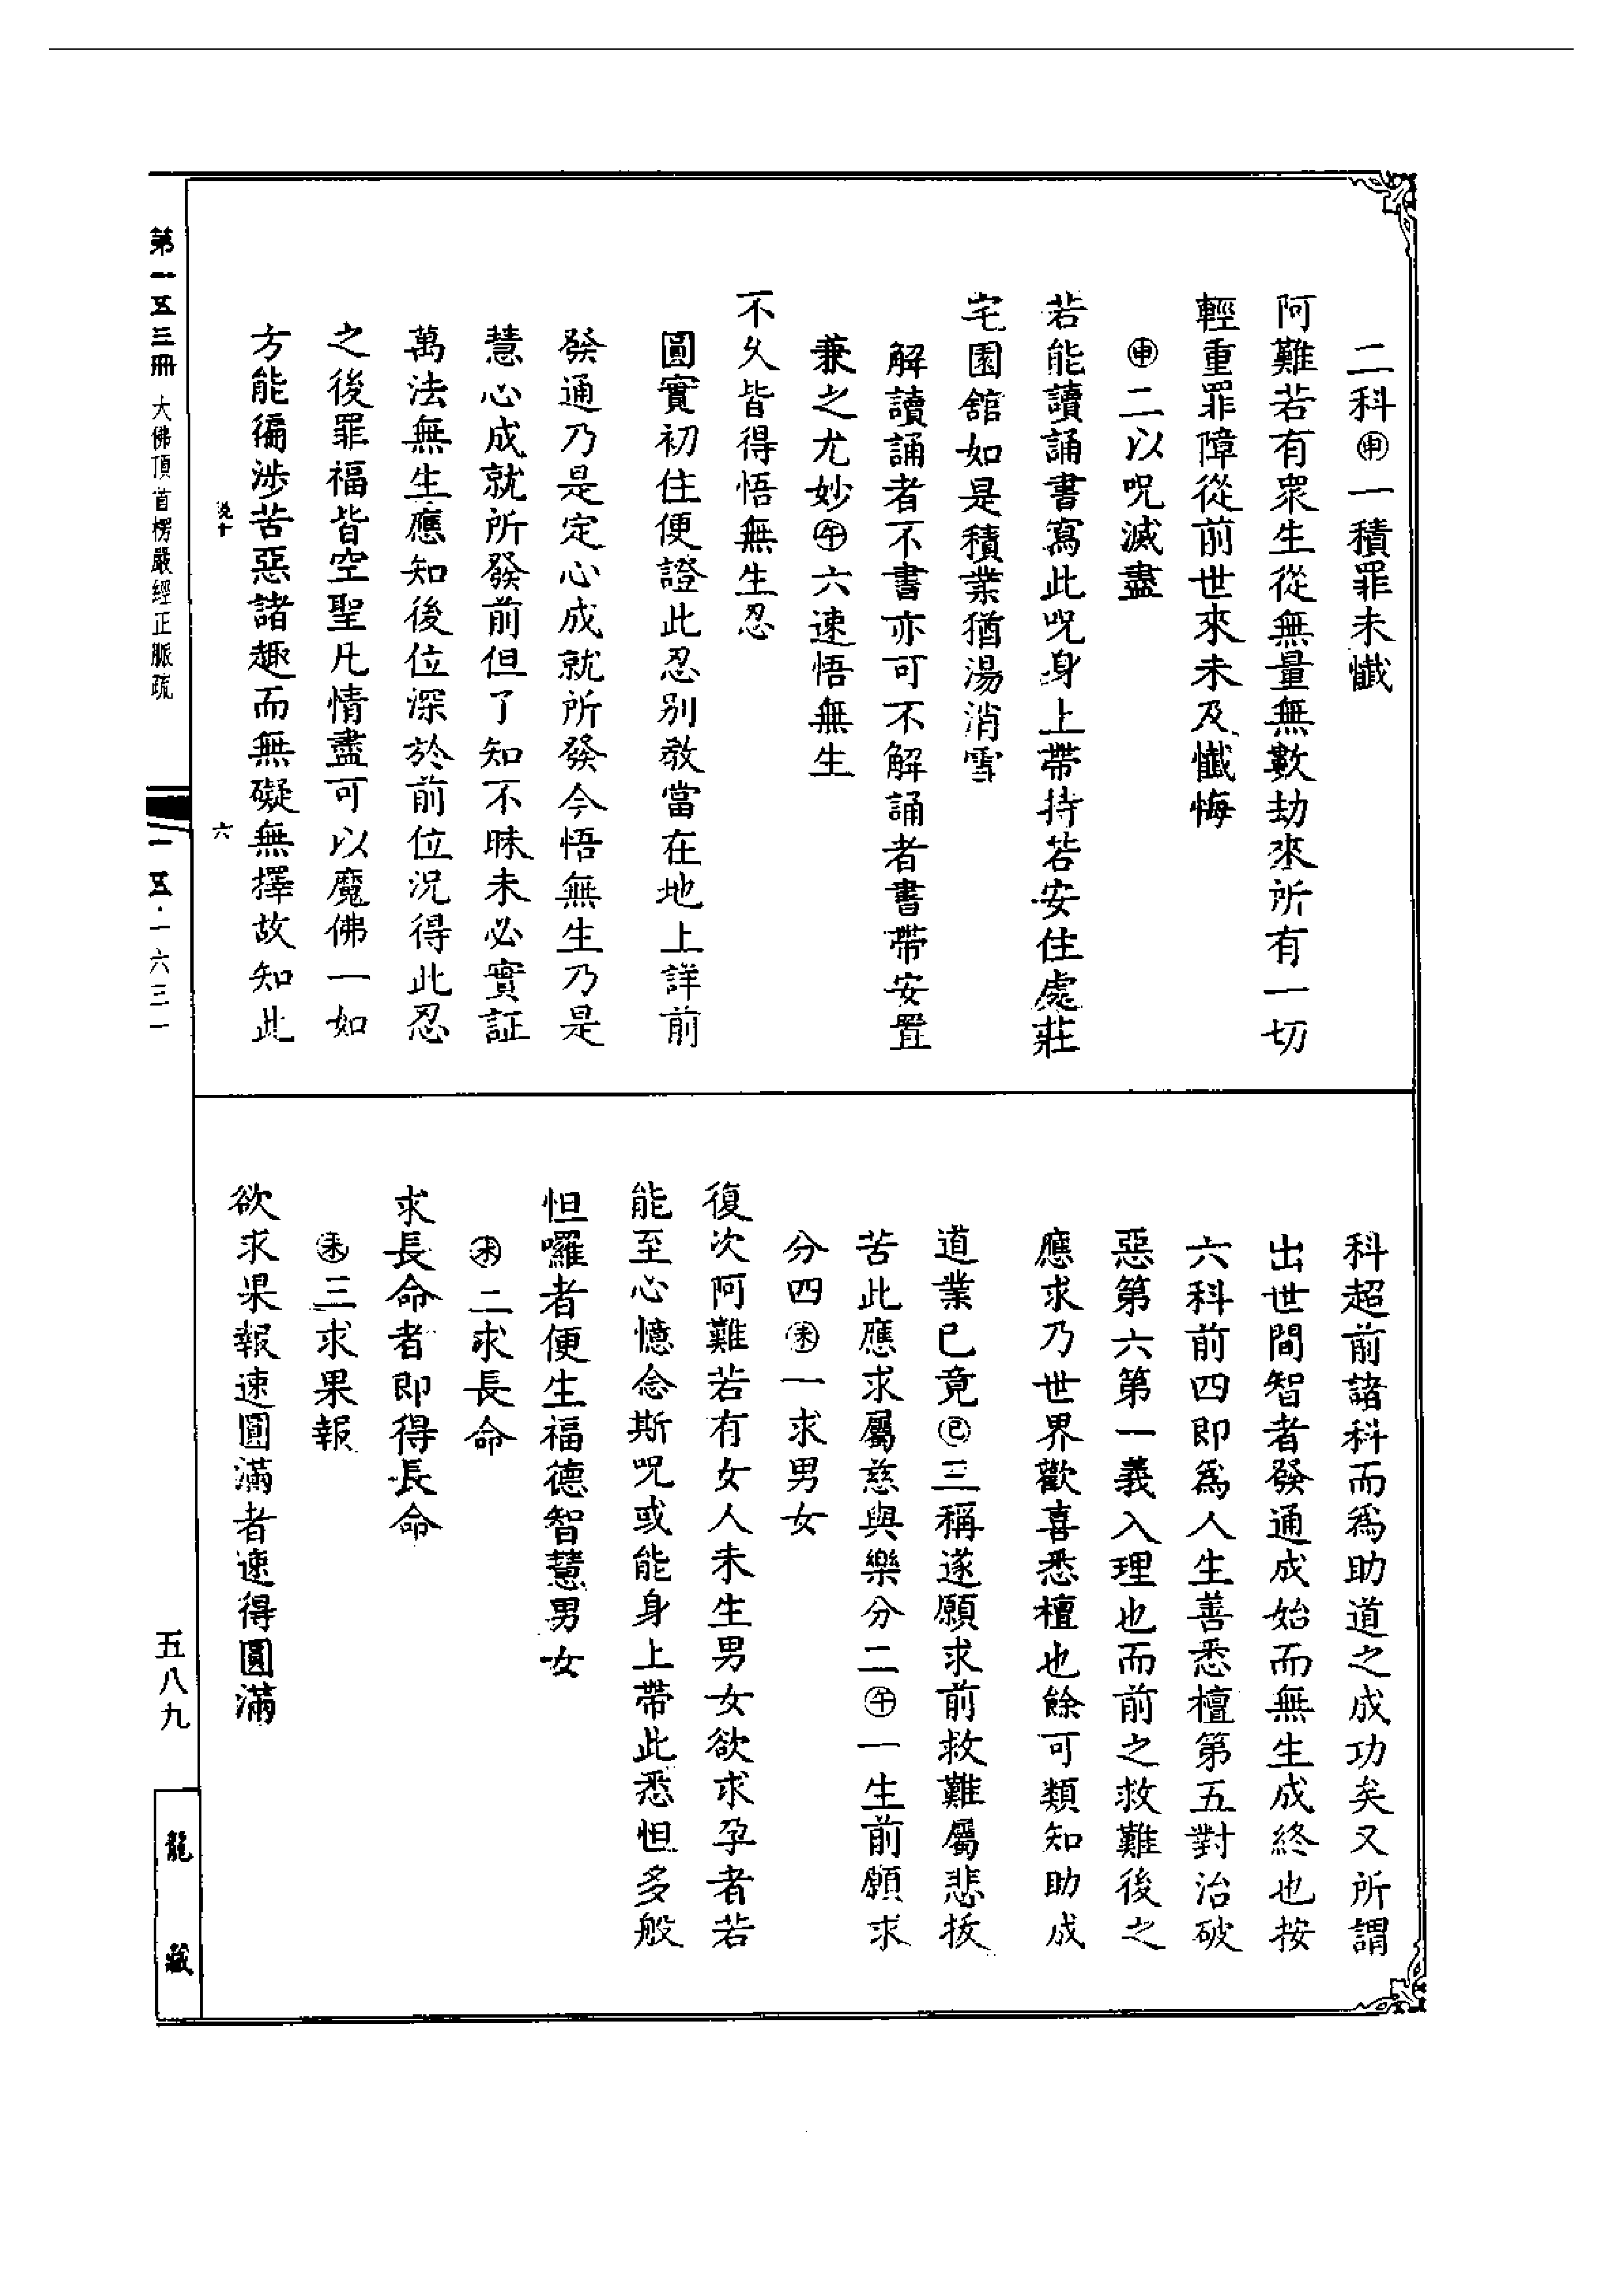 二科㊥一積罪未懺
阿難若有衆生從無量無數劫來所有一切
輕重罪障從前世來未及懺悔
㊥二以呪滅盡
若能讀誦書寫此呪身上帶持若安住處莊
宅園舘如是積業猶湯消雪
解讀誦者不書亦可不解誦者書帶安置
兼之尤妙午六速悟無生
不久皆得悟無生忍
圓實初住便證此忍别教當在地上詳前
發通乃是定心成就所發今悟無生乃是
慧心成就所發前但了知不昧未必實証
萬法無生應知後位深於前位況得此忍
之後罪福皆空聖凡情盡可以魔佛一如
方能徧涉苦惡諸趣而無礙無擇故知此
科超前諸科而爲助道之成功矣又所謂
出世間智者發通成始而無生成終也按
六科前四即爲人生善悉檀第五對治破
惡第六第一義入理也而前之救難後之
應求乃世界歡喜悉檀也餘可類知助成
道業已竟巳三稱遂願求前救難屬悲拔
苦此應求屬慈與樂分二午一生前願求
分四未一求男女
復次阿難若有女人未生男女欲求孕者若
能至心憶念斯呪或能身上帶此悉怛多般
怛囉者便生福德智慧男女
未二求長命
求長命者即得長命
未三求果報
欲求果報速圓滿者速得圓滿
第一五三冊 大佛頂首楞嚴經正脈疏
一五·一六三一
五八九
龍藏
六